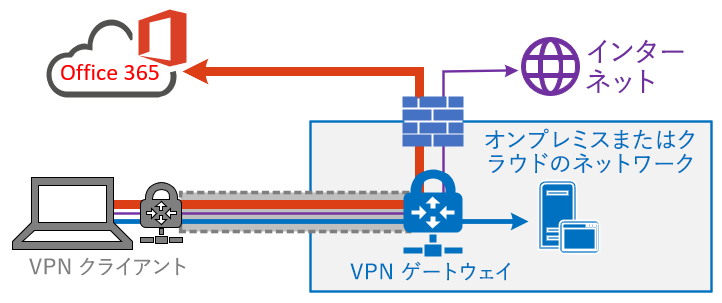 Office 365
インター
ネット
オンプレミスまたはク
ラウドのネットワーク
VPN クライアント
VPN ゲートウェイ